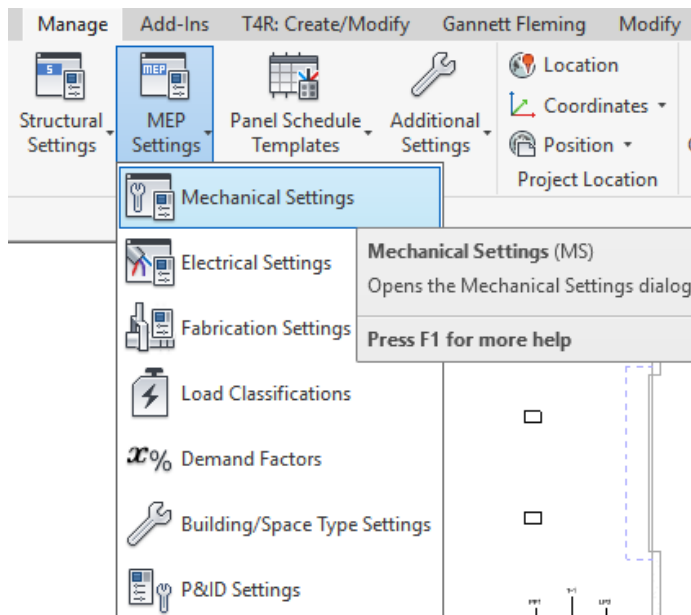 Manage Add-Ins T4R: Create/Modify Gannett Fleming Modify
Structural Settings
MEP Settings
Panel Schedule Templates
Additional Settings
Location
Coordinates
Position
Project Location
Mechanical Settings
Electrical Settings
Fabrication Settings
Load Classifications
Demand Factors
Building/Space Type Settings
P&ID Settings
Mechanical Settings (MS)
Opens the Mechanical Settings dialog
Press F1 for more help